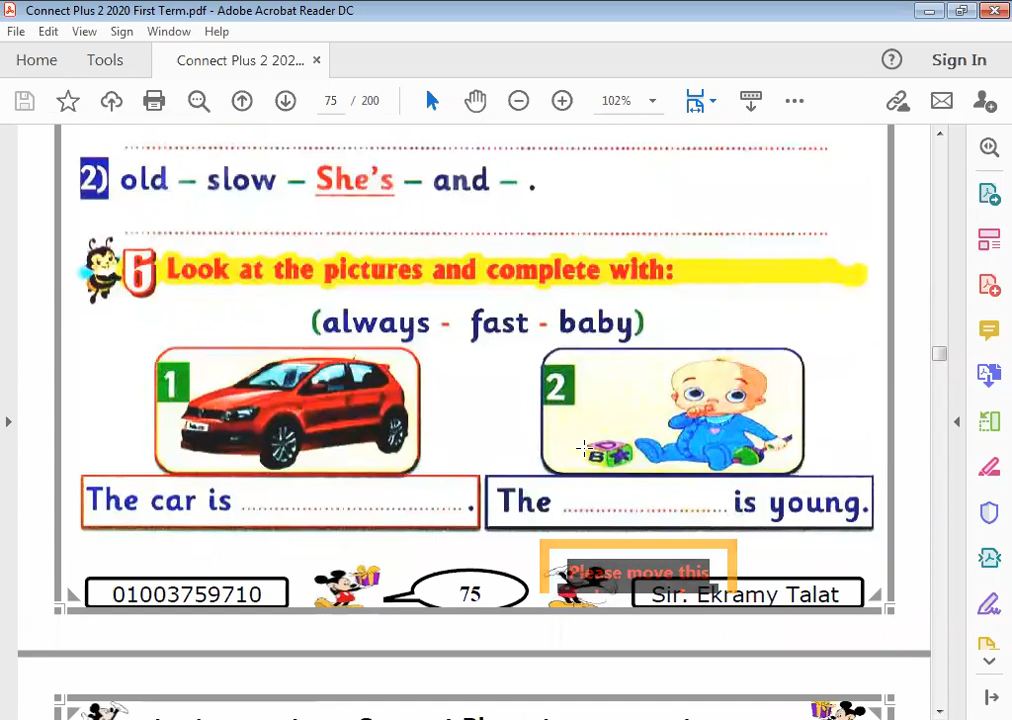 Connect Plus 2 2020 First Term.pdf - Adobe Acrobat Reader DC
File Edit View Sign Window Help
Home Tools Connect Plus 2 202... × Sign In
75 / 200 102%
2) old – slow – She's – and – .
6 Look at the pictures and complete with:
(always - fast - baby)
1 2
The car is .............................. . The ........................ is young.
Please move this
01003759710 75 Sir. Ekramy Talat